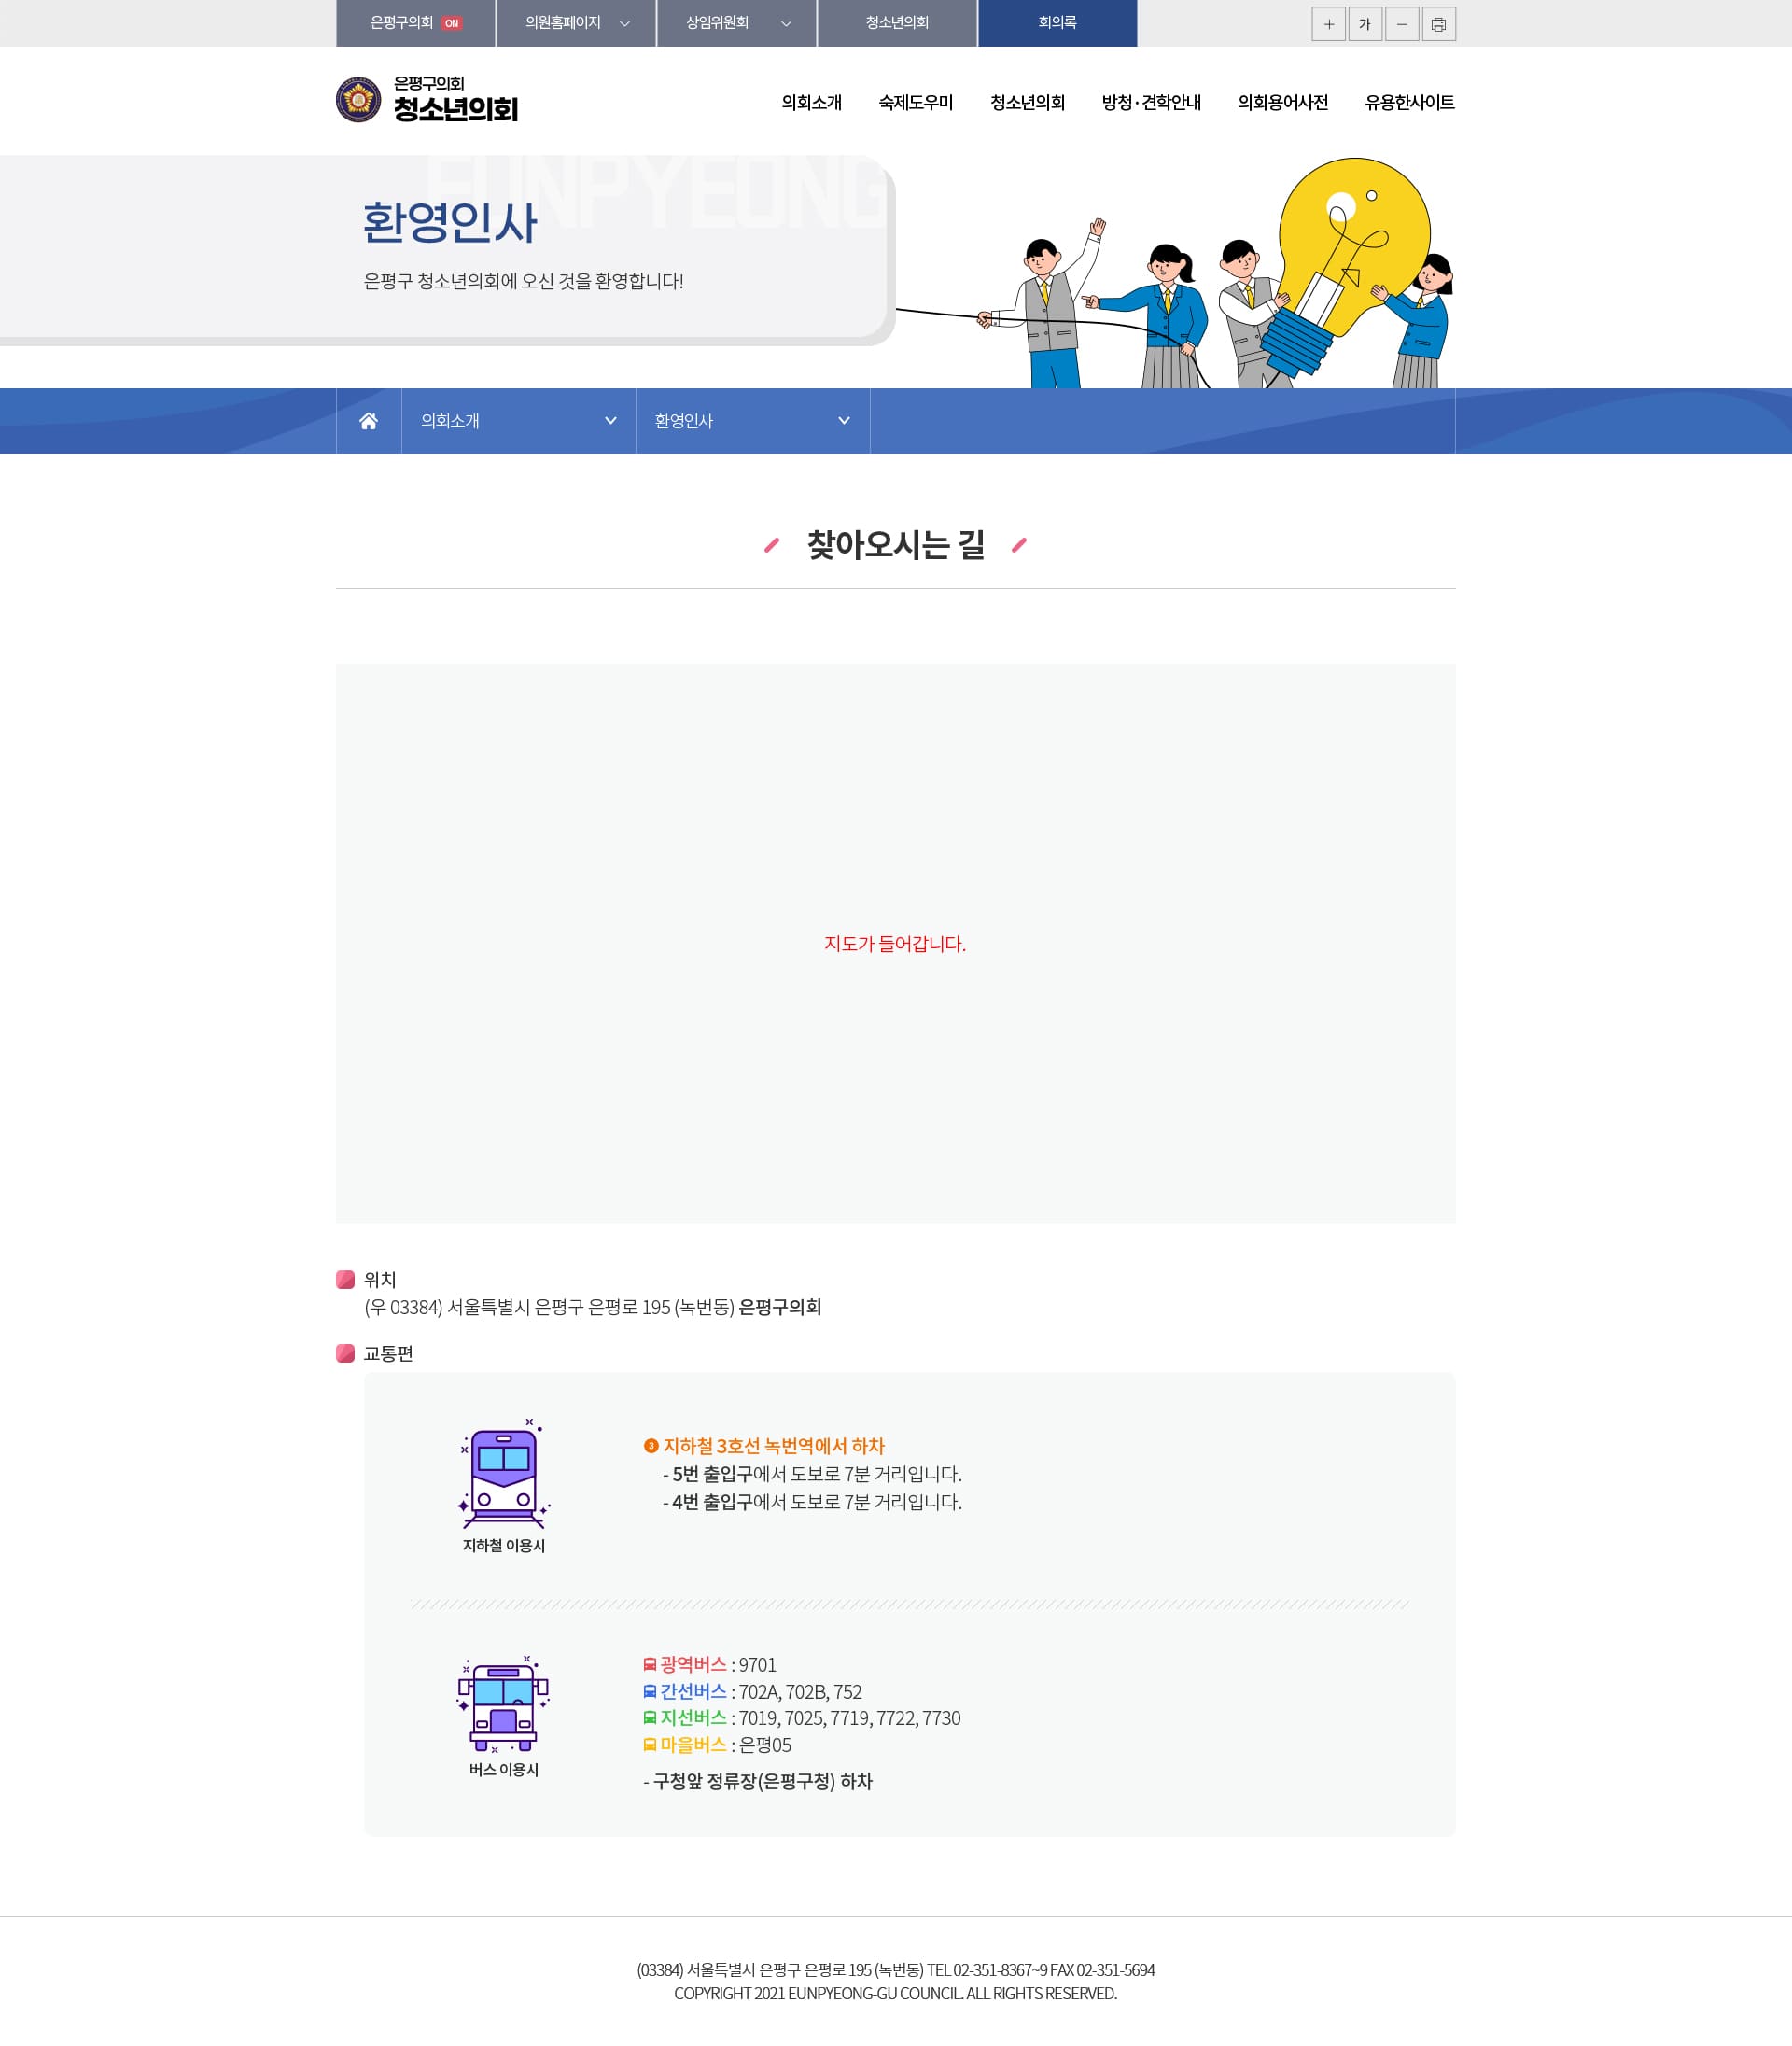 은평구의회 ON 의원홈페이지 상임위원회 청소년의회 회의록 가
은평구의회
청소년의회
의회소개 숙제도우미 청소년의회 방청·견학안내 의회용어사전 유용한사이트
EUNPYEONG
환영인사
은평구 청소년의회에 오신 것을 환영합니다!
의회소개 환영인사
찾아오시는 길
지도가 들어갑니다.
위치
(우 03384) 서울특별시 은평구 은평로 195 (녹번동) 은평구의회
교통편
3 지하철 3호선 녹번역에서 하차
- 5번 출입구에서 도보로 7분 거리입니다.
- 4번 출입구에서 도보로 7분 거리입니다.
지하철 이용시
광역버스 : 9701
간선버스 : 702A, 702B, 752
지선버스 : 7019, 7025, 7719, 7722, 7730
마을버스 : 은평05
- 구청앞 정류장(은평구청) 하차
버스 이용시
(03384) 서울특별시 은평구 은평로 195 (녹번동) TEL 02-351-8367~9 FAX 02-351-5694
COPYRIGHT 2021 EUNPYEONG-GU COUNCIL. ALL RIGHTS RESERVED.